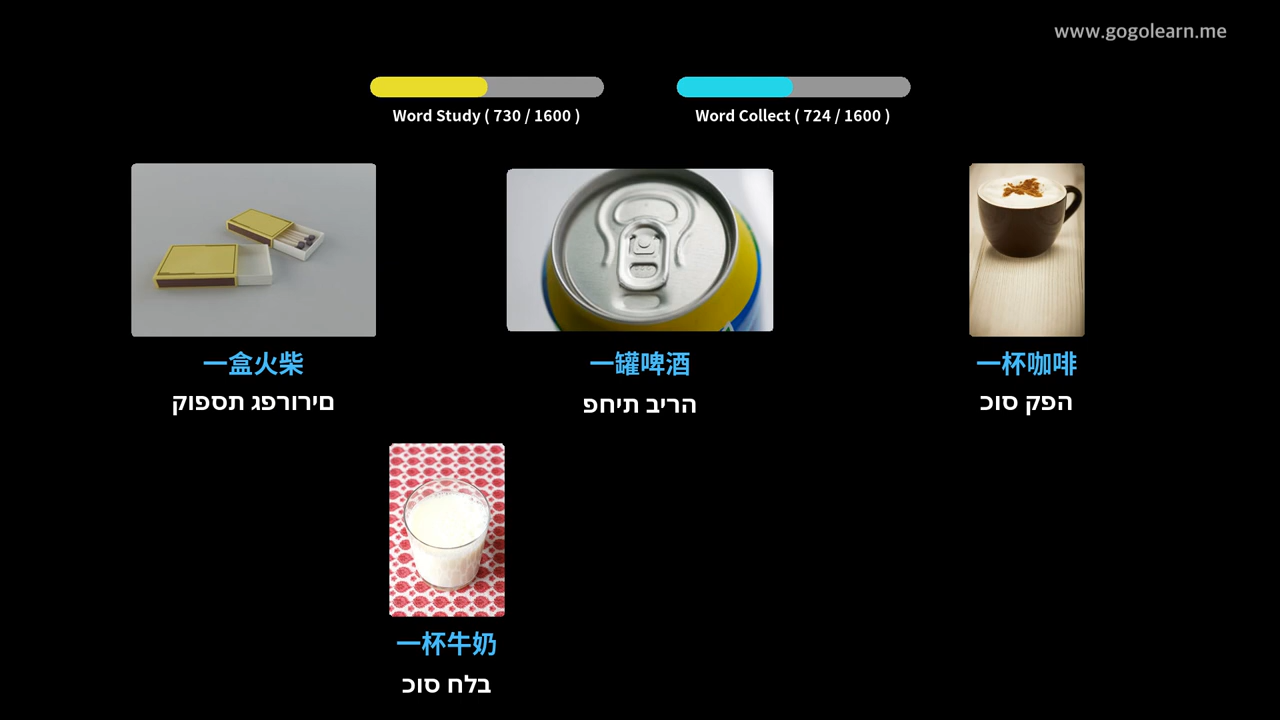 www.gogolearn.me
Word Study ( 730 / 1600 )
Word Collect ( 724 / 1600 )
一盒火柴
םירורפג תספוק
一罐啤酒
הריב תיחפ
一杯咖啡
הפק סוכ
一杯牛奶
בלח סוכ